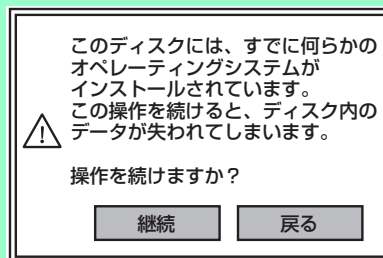 このディスクには、すでに何らかの
オペレーティングシステムが
インストールされています。
この操作を続けると、ディスク内の
データが失われてしまいます。
操作を続けますか？
継続
戻る